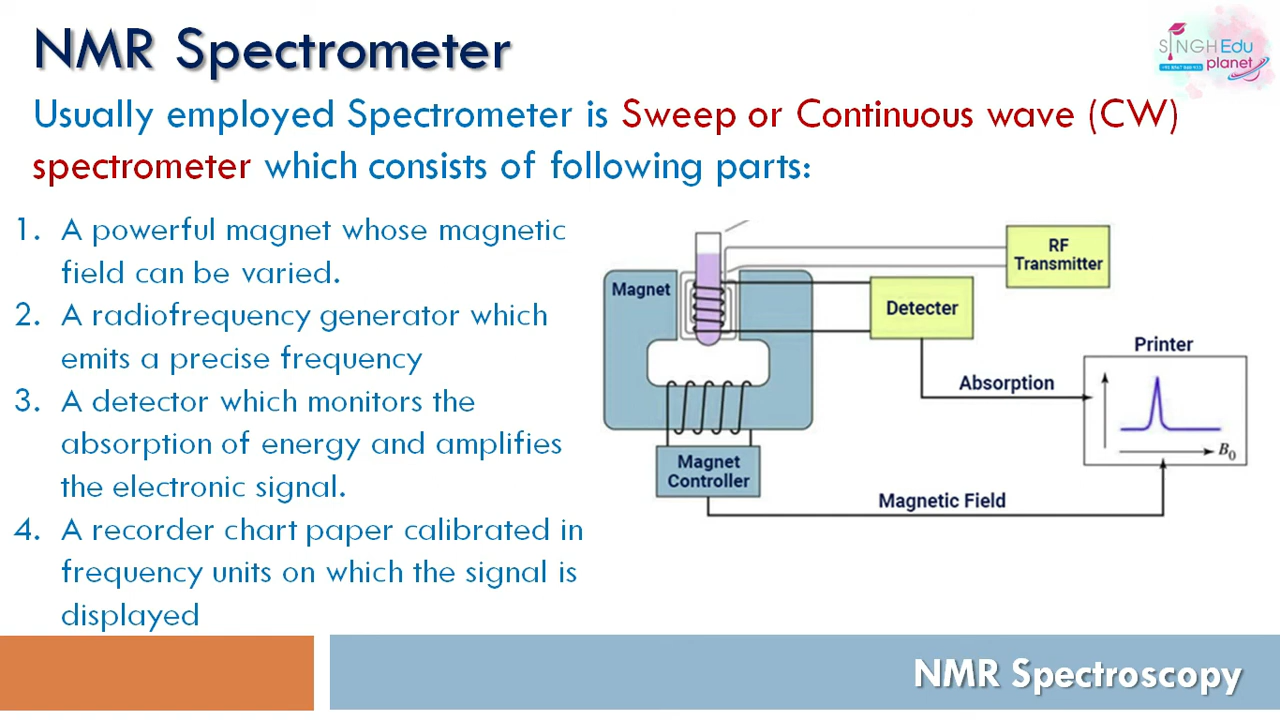 NMR Spectrometer
SINGH Edu
planet
Usually employed Spectrometer is Sweep or Continuous wave (CW)
spectrometer which consists of following parts:
1. A powerful magnet whose magnetic
field can be varied.
2. A radiofrequency generator which
emits a precise frequency
3. A detector which monitors the
absorption of energy and amplifies
the electronic signal.
4. A recorder chart paper calibrated in
frequency units on which the signal is
displayed
RF
Transmitter
Magnet
Detecter
Printer
Absorption
B0
Magnet
Controller
Magnetic Field
NMR Spectroscopy